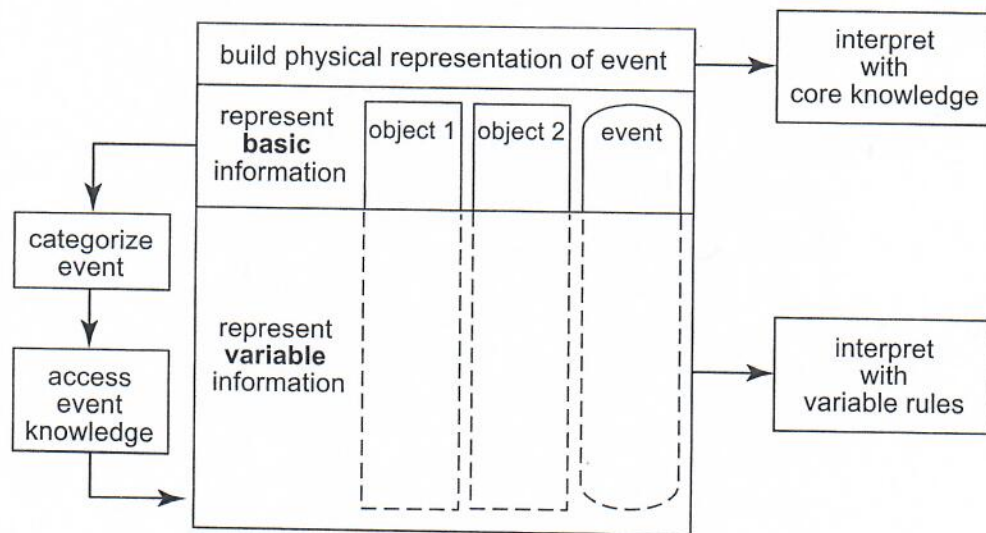 build physical representation of event
interpret
with
core knowledge
represent
basic
information
object 1
object 2
event
categorize
event
access
event
knowledge
represent
variable
information
interpret
with
variable rules